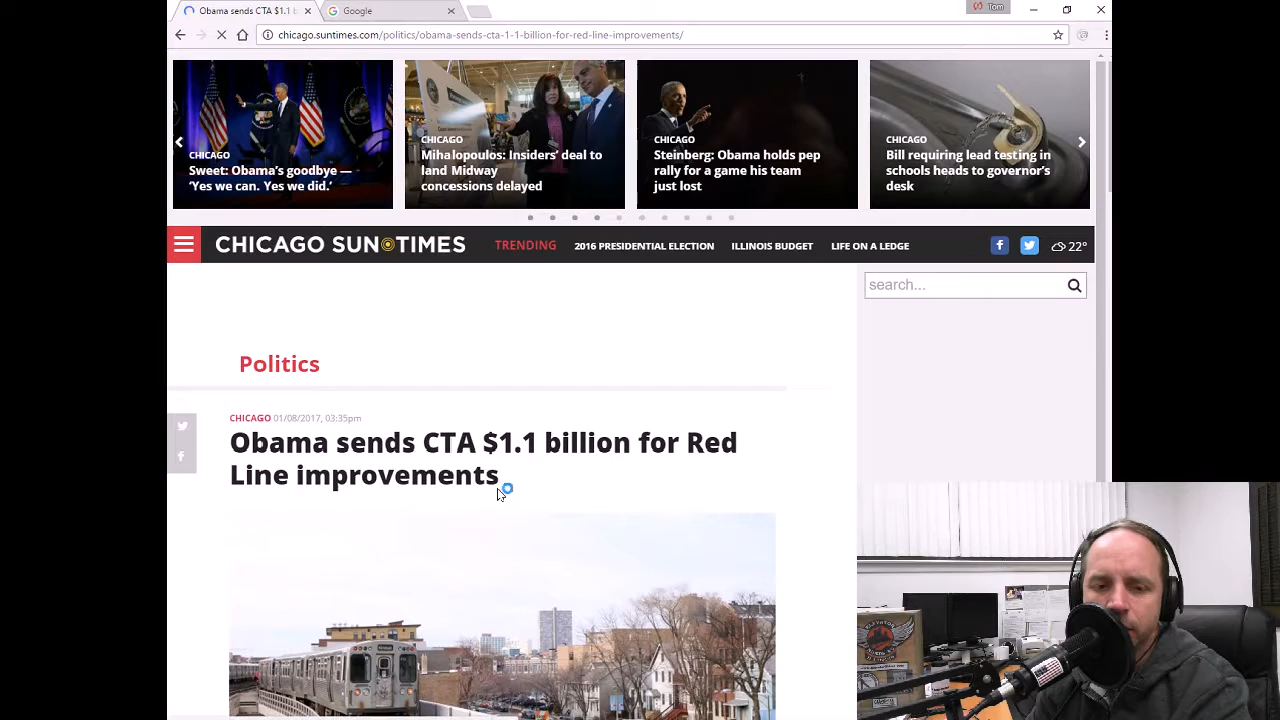 Obama sends CTA $1.1 b
Google
Tom
chicago.suntimes.com/politics/obama-sends-cta-1-1-billion-for-red-line-improvements/
CHICAGO
Sweet: Obama's goodbye —
'Yes we can. Yes we did.'
CHICAGO
Mihalopoulos: Insiders' deal to
land Midway
concessions delayed
CHICAGO
Steinberg: Obama holds pep
rally for a game his team
just lost
CHICAGO
Bill requiring lead testing in
schools heads to governor's
desk
CHICAGO SUN TIMES
TRENDING
2016 PRESIDENTIAL ELECTION
ILLINOIS BUDGET
LIFE ON A LEDGE
22°
search...
Politics
CHICAGO 01/08/2017, 03:35pm
Obama sends CTA $1.1 billion for Red
Line improvements